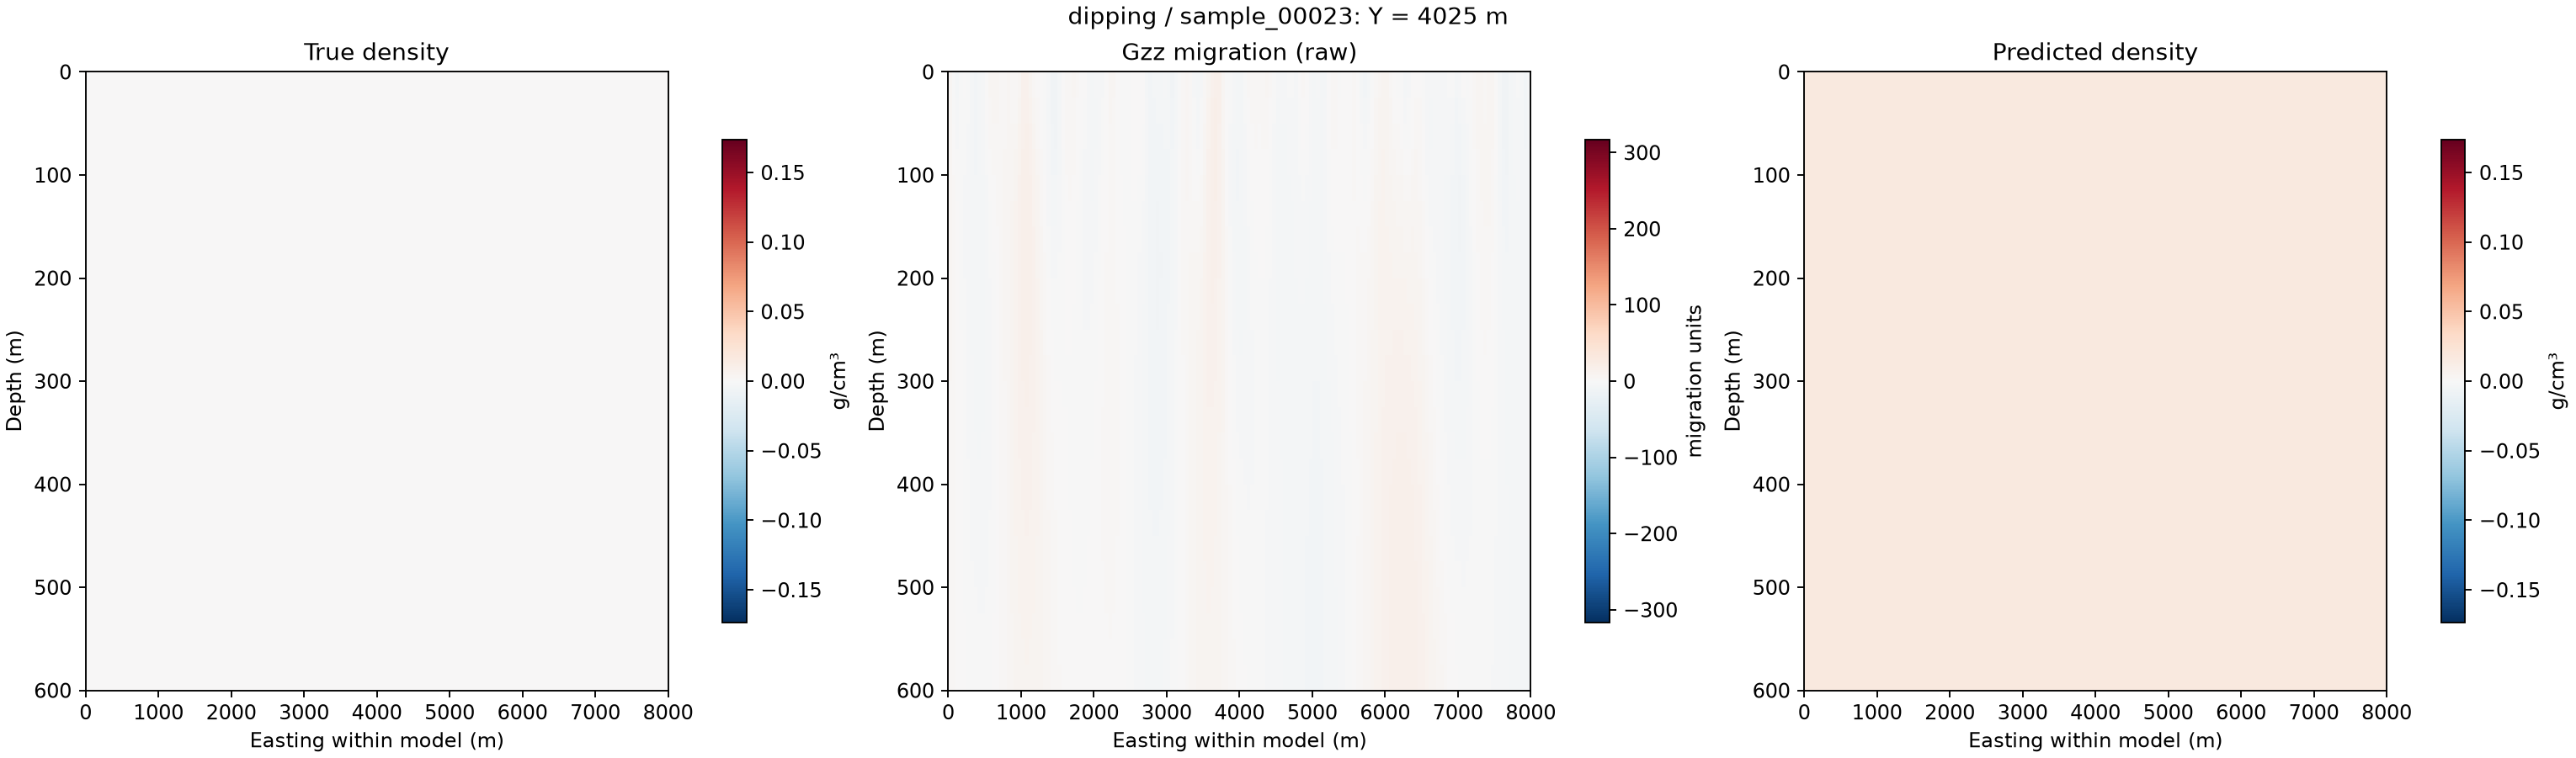 dipping / sample_00023: Y = 4025 m
True density
0
100
200
300
400
500
600
Depth (m)
0 1000 2000 3000 4000 5000 6000 7000 8000
Easting within model (m)
0.15
0.10
0.05
0.00
−0.05
−0.10
−0.15
g/cm³
Gzz migration (raw)
0
100
200
300
400
500
600
Depth (m)
0 1000 2000 3000 4000 5000 6000 7000 8000
Easting within model (m)
300
200
100
0
−100
−200
−300
migration units
Predicted density
0
100
200
300
400
500
600
Depth (m)
0 1000 2000 3000 4000 5000 6000 7000 8000
Easting within model (m)
0.15
0.10
0.05
0.00
−0.05
−0.10
−0.15
g/cm³